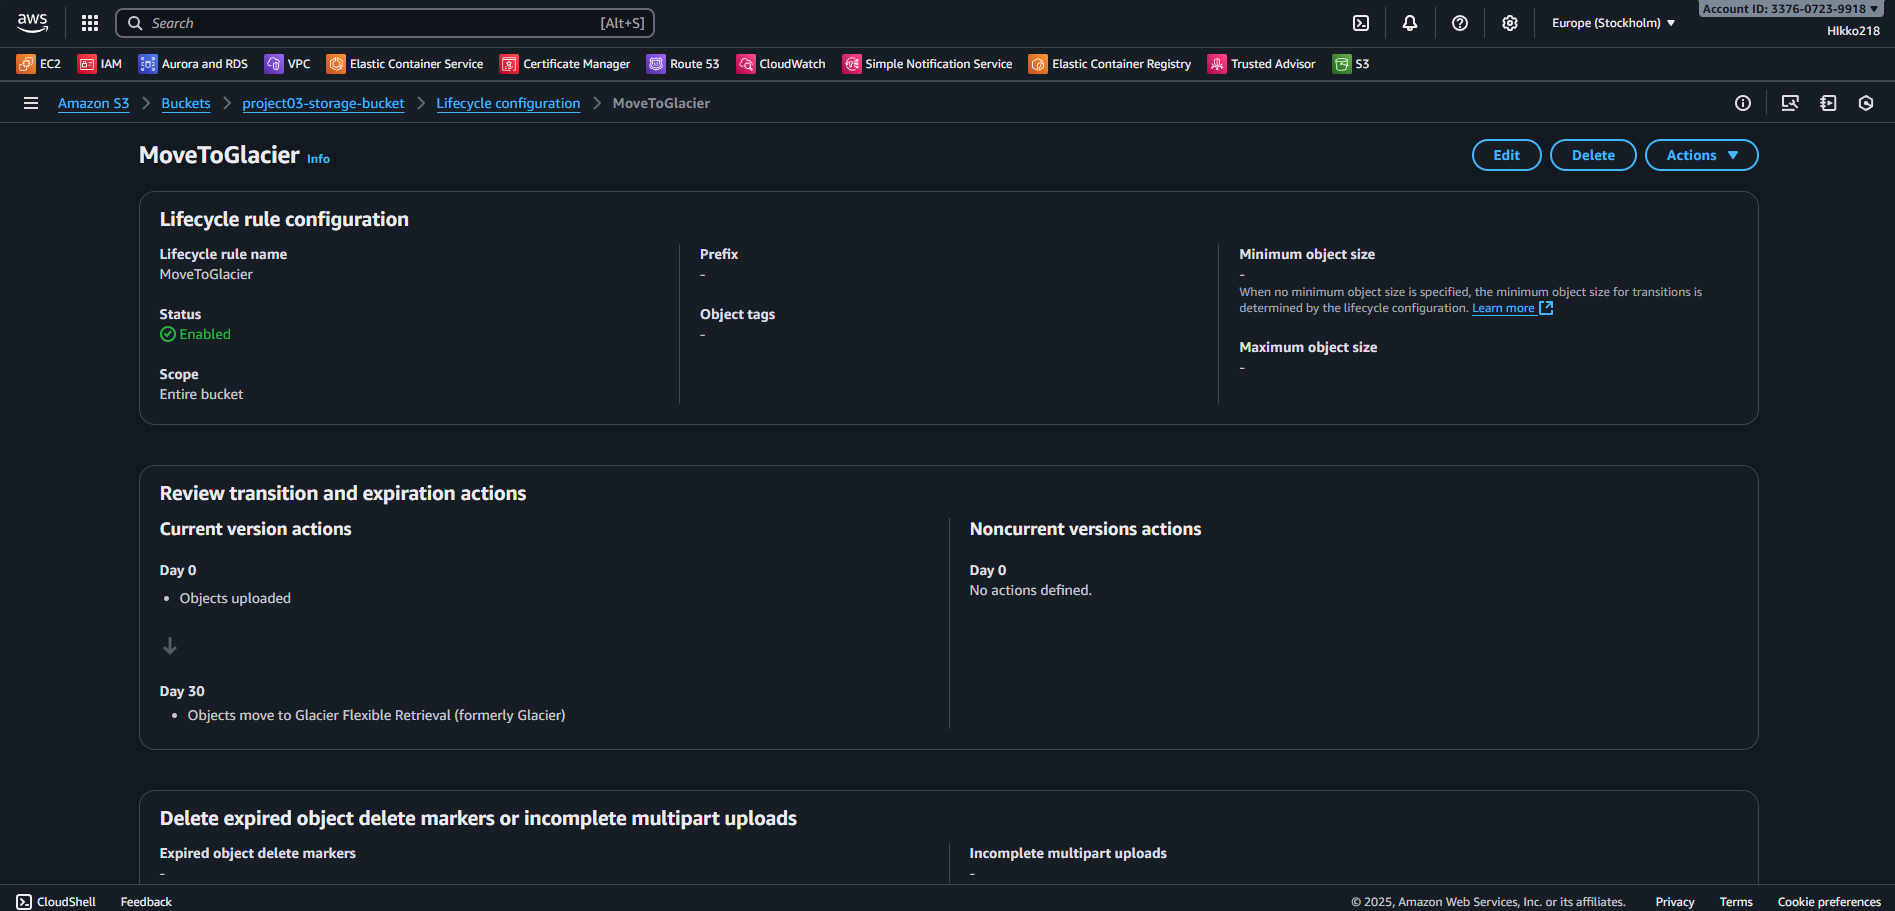 aws
Search [Alt+S]
Europe (Stockholm)
Account ID: 3376-0723-9918
HIkko218
EC2 IAM Aurora and RDS VPC Elastic Container Service Certificate Manager Route 53 CloudWatch Simple Notification Service Elastic Container Registry Trusted Advisor S3
Amazon S3 Buckets project03-storage-bucket Lifecycle configuration MoveToGlacier
MoveToGlacier Info
Edit Delete Actions
Lifecycle rule configuration
Lifecycle rule name
MoveToGlacier
Status
Enabled
Scope
Entire bucket
Prefix
-
Object tags
-
Minimum object size
-
When no minimum object size is specified, the minimum object size for transitions is
determined by the lifecycle configuration. Learn more
Maximum object size
-
Review transition and expiration actions
Current version actions
Day 0
• Objects uploaded
Day 30
• Objects move to Glacier Flexible Retrieval (formerly Glacier)
Noncurrent versions actions
Day 0
No actions defined.
Delete expired object delete markers or incomplete multipart uploads
Expired object delete markers
-
Incomplete multipart uploads
-
CloudShell Feedback
© 2025, Amazon Web Services, Inc. or its affiliates. Privacy Terms Cookie preferences